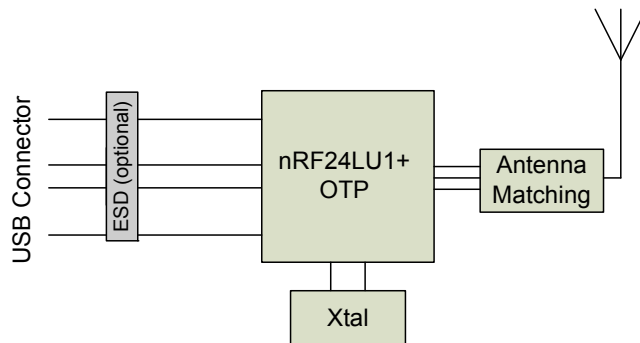 USB Connector
ESD (optional)
nRF24LU1+
OTP
Antenna
Matching
Xtal